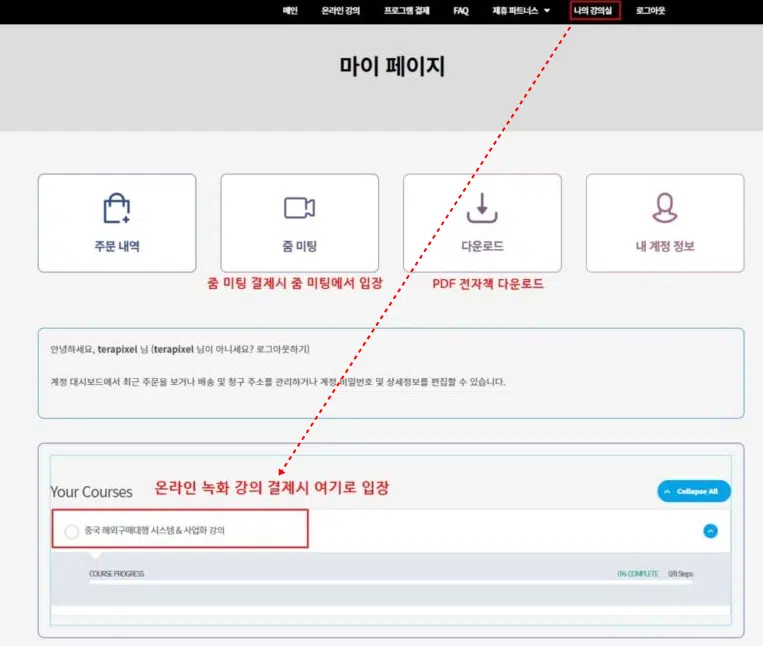 메인 온라인 강의 프로그램 결제 FAQ 제휴 파트너스 나의 강의실 로그아웃
마이 페이지
주문 내역 줌 미팅 다운로드 내 계정 정보
줌 미팅 결제시 줌 미팅에서 입장 PDF 전자책 다운로드
안녕하세요, terapixel 님 (terapixel 님이 아니세요? 로그아웃하기)
계정 대시보드에서 최근 주문을 보거나 배송 및 청구 주소를 관리하거나 계정 비밀번호 및 상세정보를 편집할 수 있습니다.
Your Courses 온라인 녹화 강의 결제시 여기로 입장 Collapse All
중국 해외구매대행 시스템 & 사업화 강의
COURSE PROGRESS 0% COMPLETE 0/8 Steps